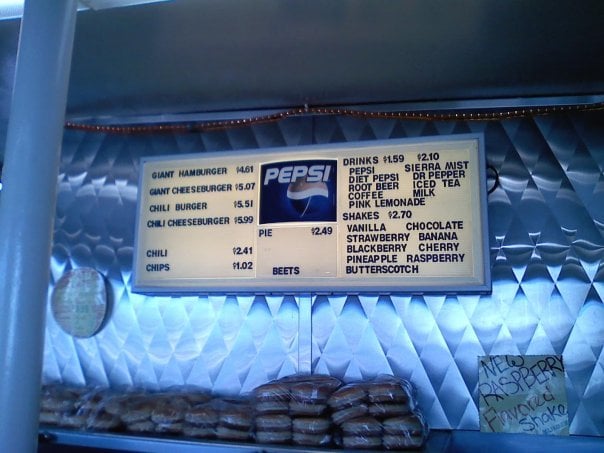 GIANT HAMBURGER $4.61
GIANT CHEESEBURGER $5.07
CHILI BURGER $5.51
CHILI CHEESEBURGER $5.99
CHILI $2.41
CHIPS $1.02
PEPSI
PIE $2.49
BEETS
DRINKS $1.59 $2.10
PEPSI SIERRA MIST
DIET PEPSI DR PEPPER
ROOT BEER ICED TEA
COFFEE MILK
PINK LEMONADE
SHAKES $2.70
VANILLA CHOCOLATE
STRAWBERRY BANANA
BLACKBERRY CHERRY
PINEAPPLE RASPBERRY
BUTTERSCOTCH
NEW
RASPBERRY
Flavored
Shake